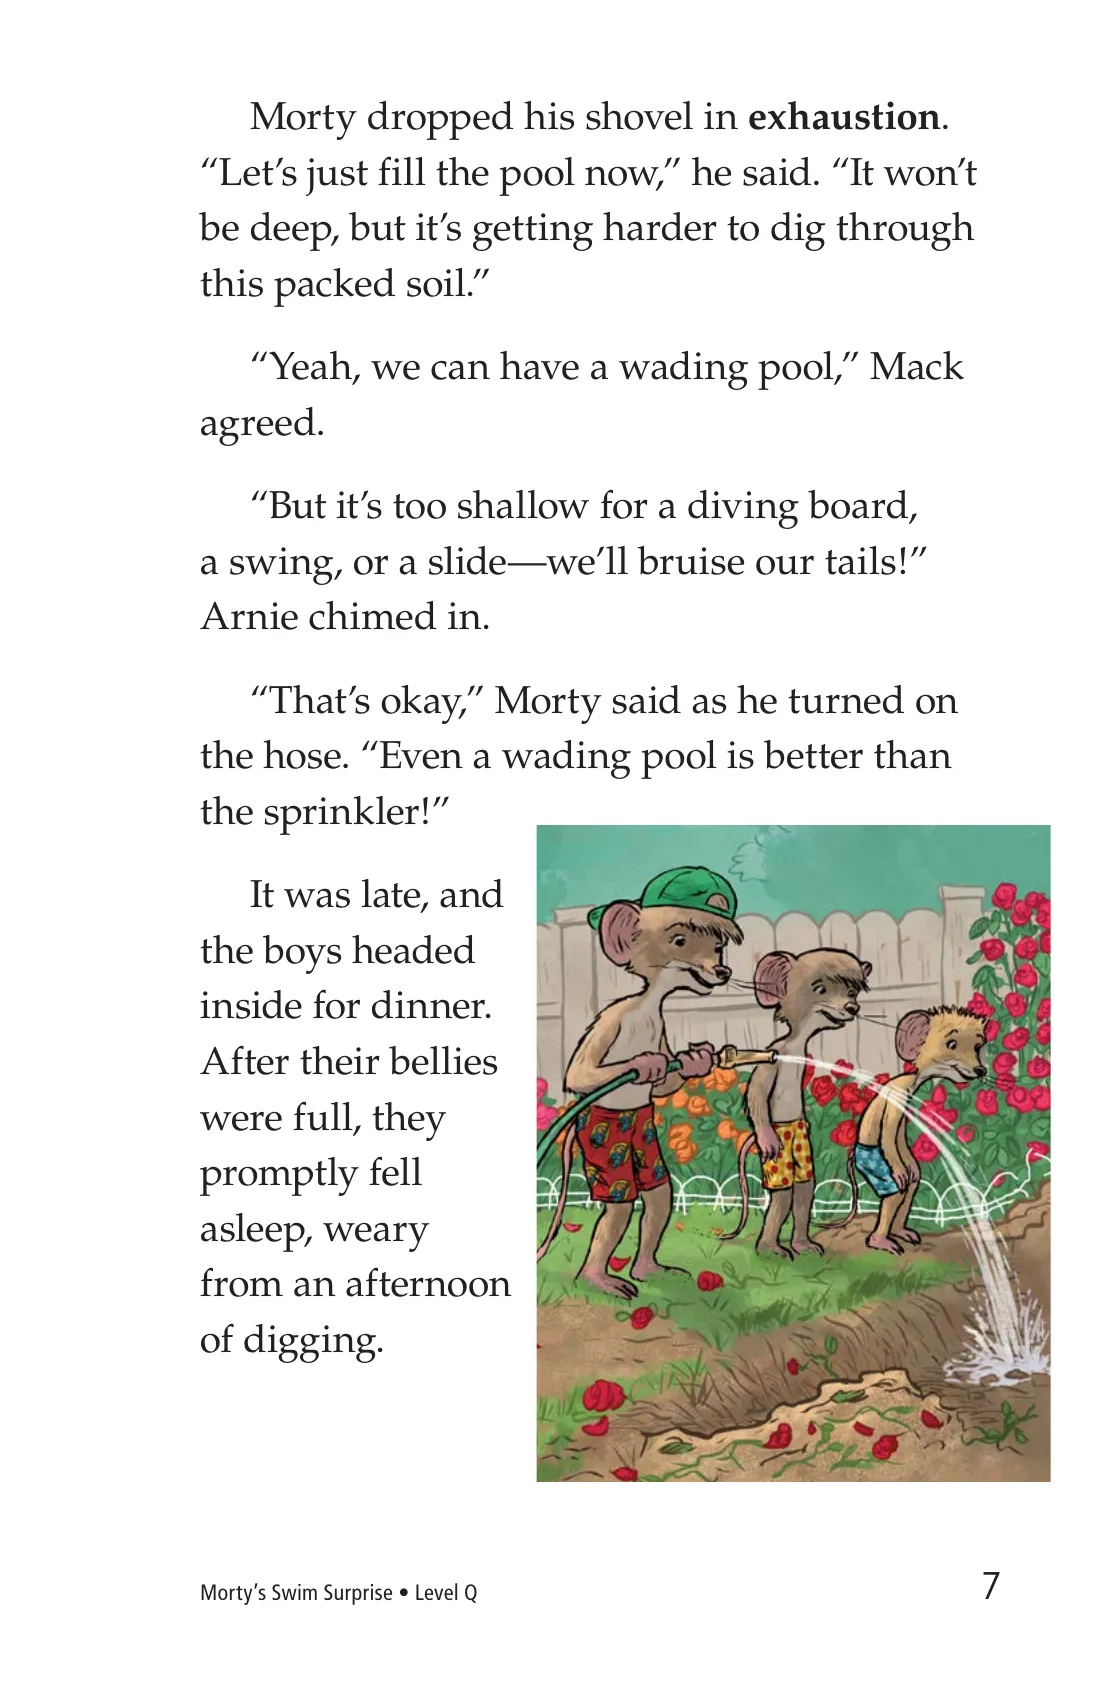 Morty dropped his shovel in exhaustion.
“Let’s just fill the pool now,” he said. “It won’t
be deep, but it’s getting harder to dig through
this packed soil.”
“Yeah, we can have a wading pool,” Mack
agreed.
“But it’s too shallow for a diving board,
a swing, or a slide—we’ll bruise our tails!”
Arnie chimed in.
“That’s okay,” Morty said as he turned on
the hose. “Even a wading pool is better than
the sprinkler!”
It was late, and
the boys headed
inside for dinner.
After their bellies
were full, they
promptly fell
asleep, weary
from an afternoon
of digging.
Morty’s Swim Surprise • Level Q
7